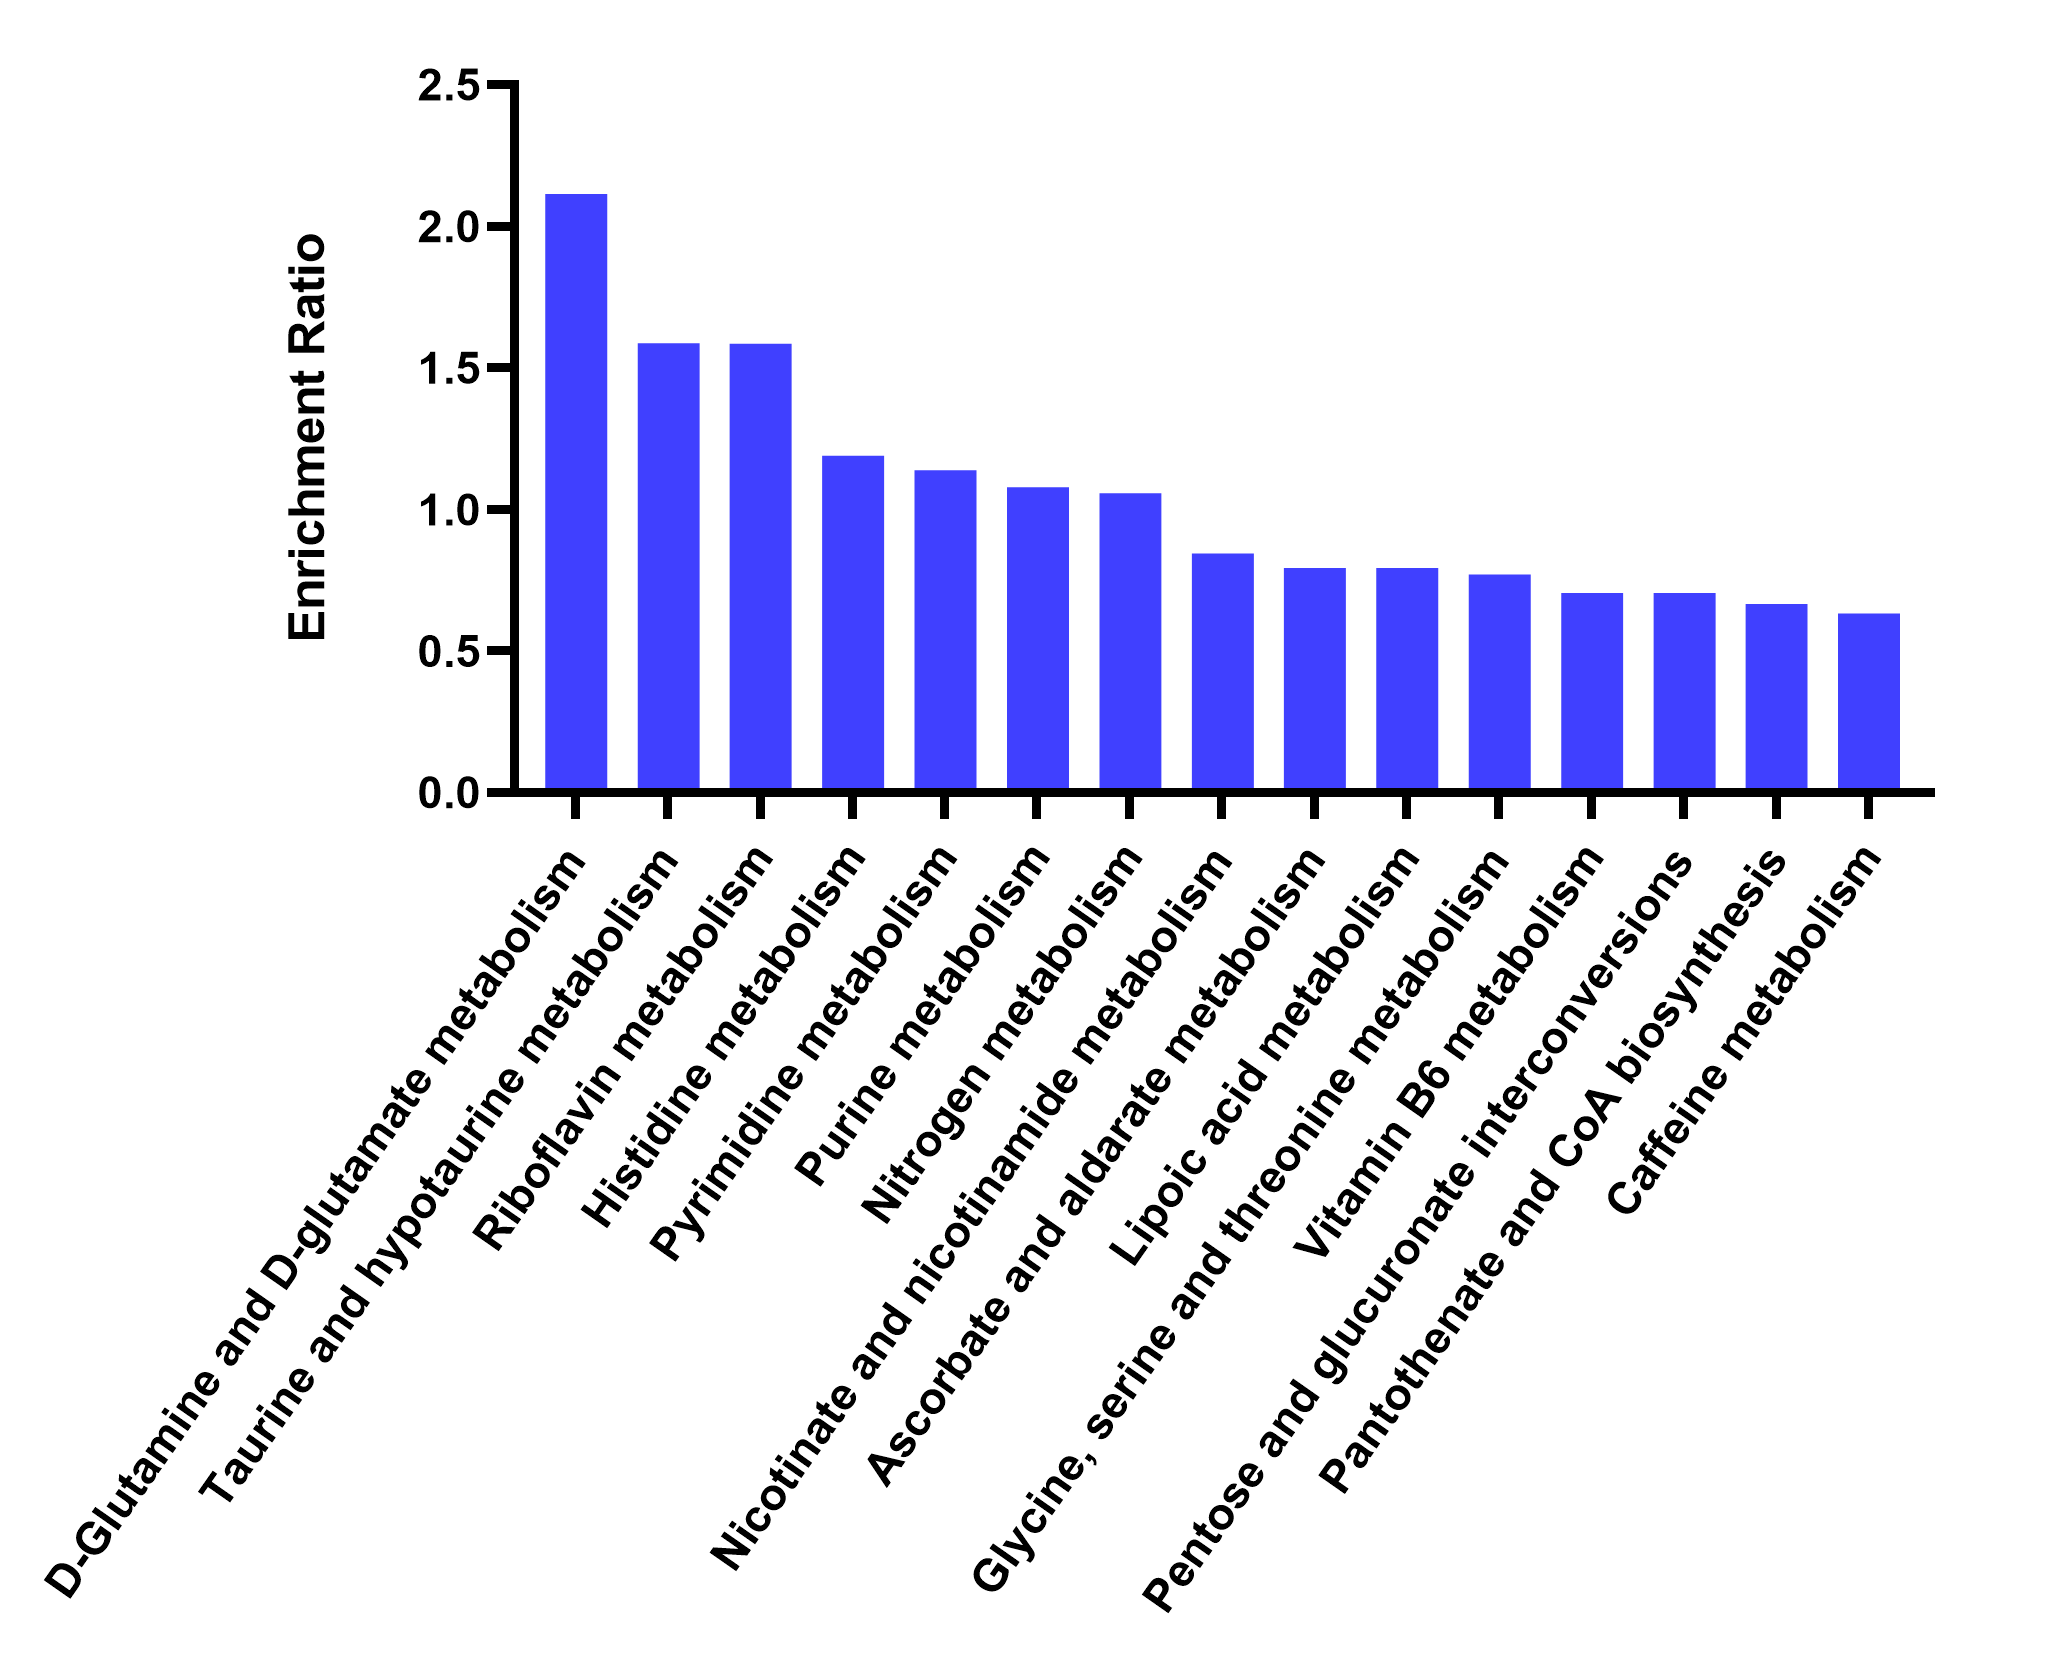 Enrichment Ratio
2.5
2.0
1.5
1.0
0.5
0.0
D-Glutamine and D-glutamate metabolism
Taurine and hypotaurine metabolism
Riboflavin metabolism
Histidine metabolism
Pyrimidine metabolism
Purine metabolism
Nitrogen metabolism
Nicotinate and nicotinamide metabolism
Ascorbate and aldarate metabolism
Lipoic acid metabolism
Glycine, serine and threonine metabolism
Vitamin B6 metabolism
Pentose and glucuronate interconversions
Pantothenate and CoA biosynthesis
Caffeine metabolism